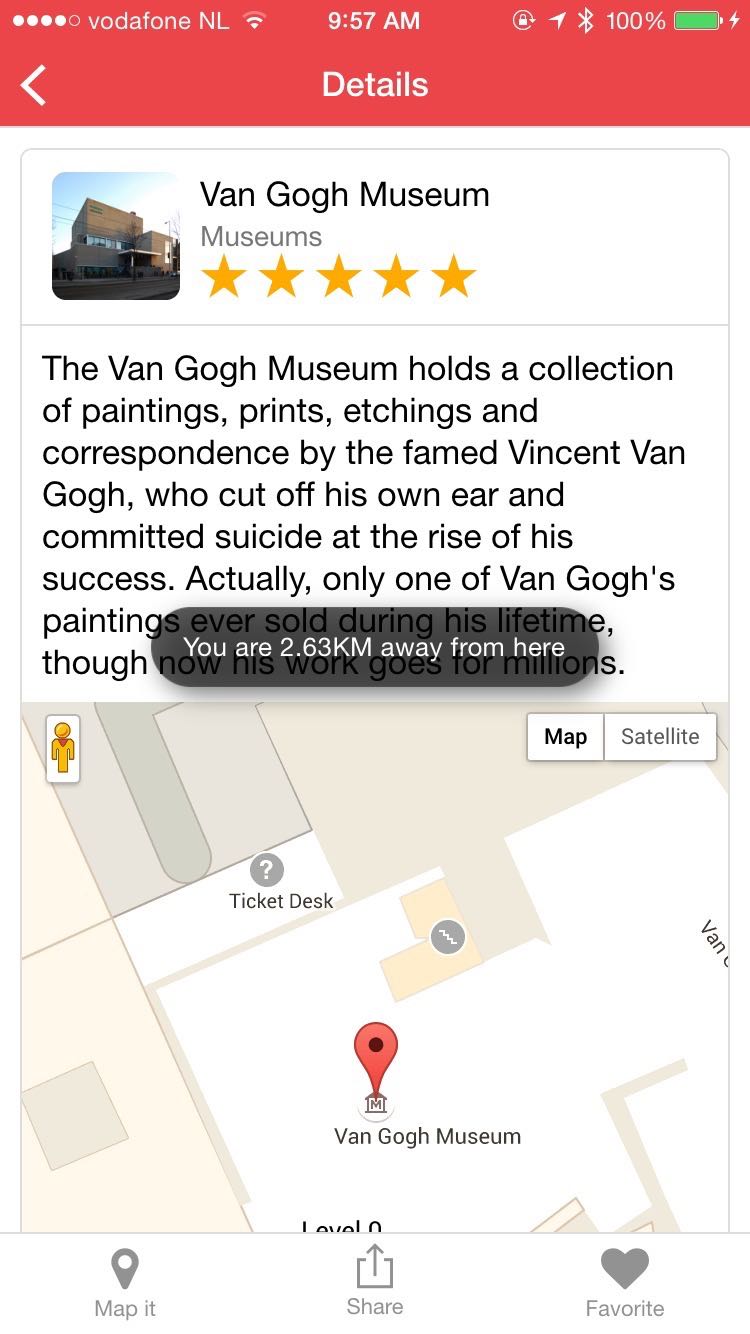 vodafone NL 9:57 AM 100%
Details
Van Gogh Museum
Museums
The Van Gogh Museum holds a collection
of paintings, prints, etchings and
correspondence by the famed Vincent Van
Gogh, who cut off his own ear and
committed suicide at the rise of his
success. Actually, only one of Van Gogh's
paintings ever sold during his lifetime,
You are 2.63KM away from here
though now his work goes for millions.
Map Satellite
?
Ticket Desk
Van
M
Van Gogh Museum
Level 0
Map it Share Favorite